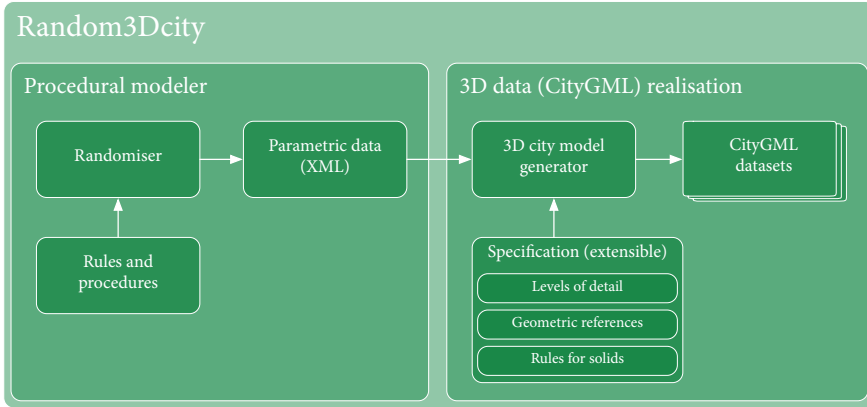 Random3Dcity
Procedural modeler
Randomiser
Parametric data
(XML)
Rules and
procedures
3D data (CityGML) realisation
3D city model
generator
CityGML
datasets
Specification (extensible)
Levels of detail
Geometric references
Rules for solids